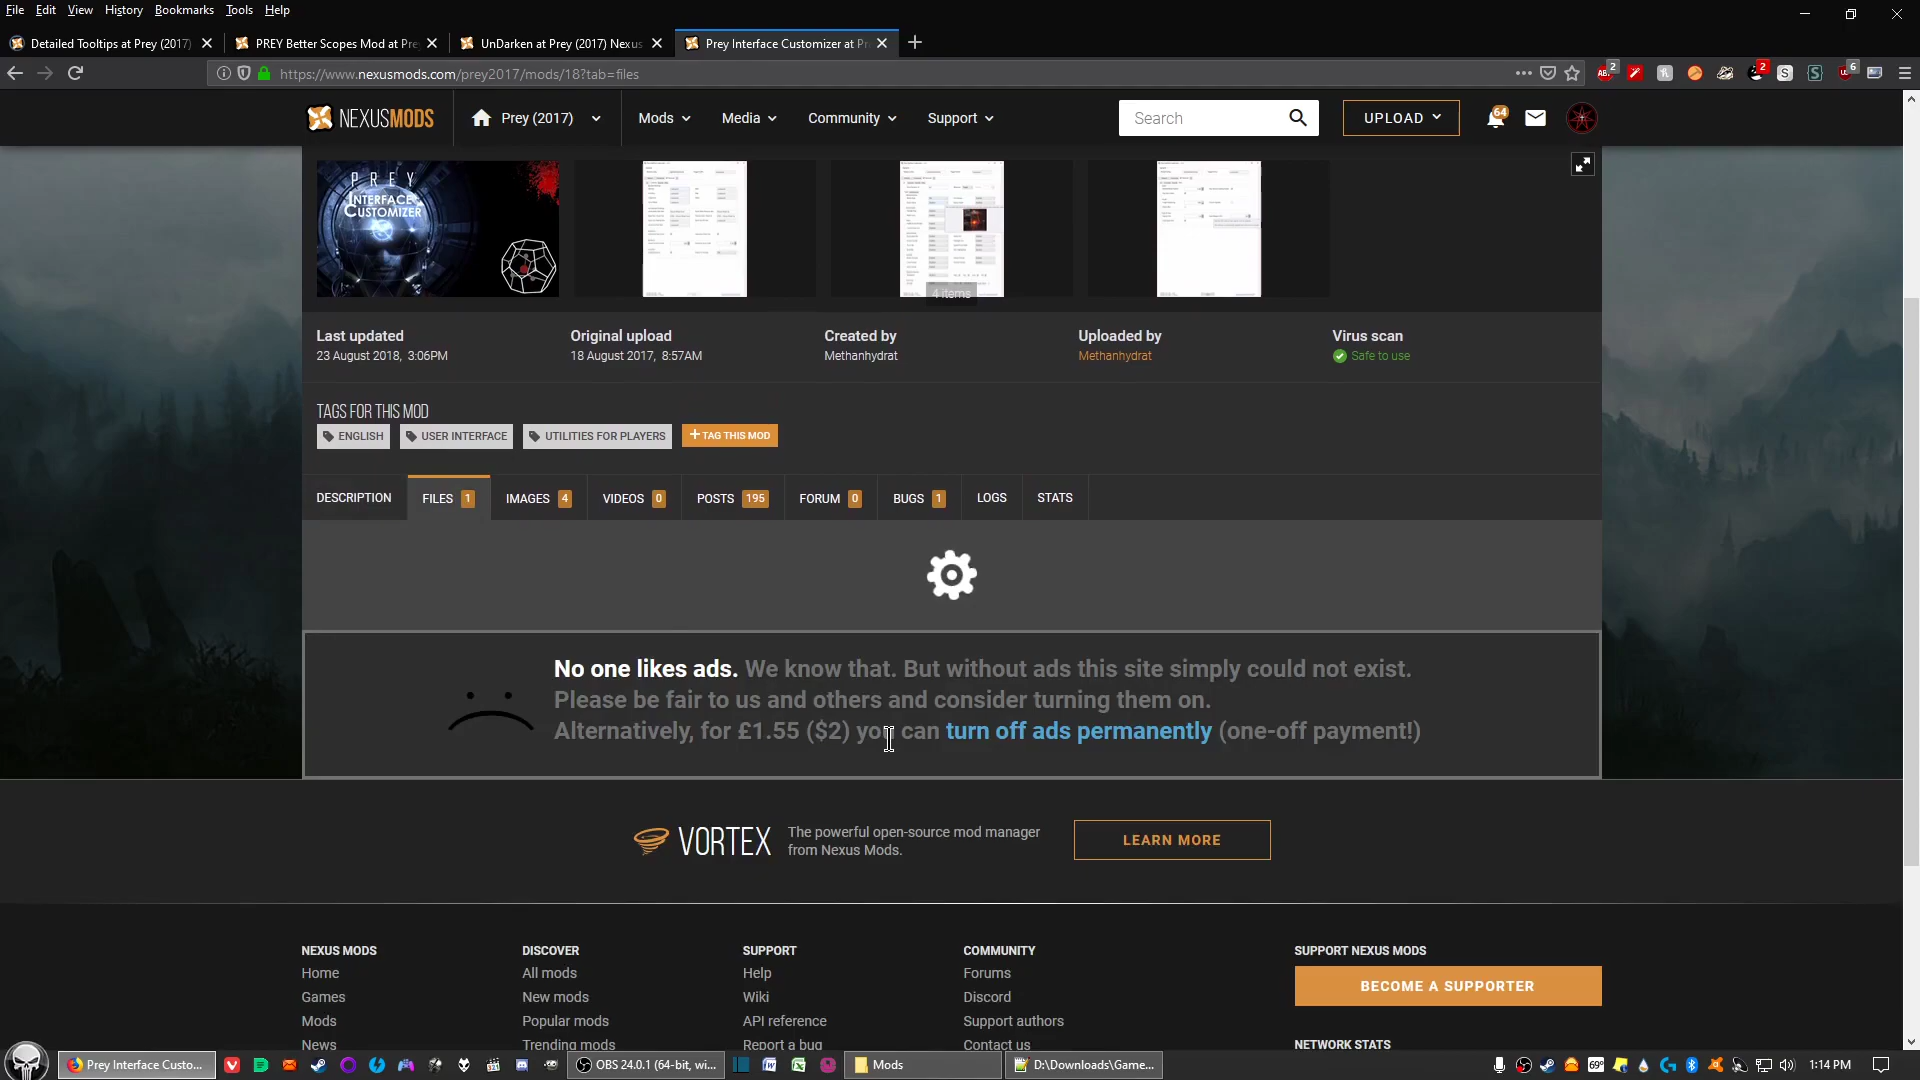 File Edit View History Bookmarks Tools Help
Detailed Tooltips at Prey (2017)
PREY Better Scopes Mod at Pre
UnDarken at Prey (2017) Nexus
Prey Interface Customizer at Pr
https://www.nexusmods.com/prey2017/mods/18?tab=files
2
2
6
NEXUSMODS
Prey (2017)
Mods
Media
Community
Support
Search
UPLOAD
64
PREY
INTERFACE
CUSTOMIZER
4 items
Last updated
23 August 2018, 3:06PM
Original upload
18 August 2017, 8:57AM
Created by
Methanhydrat
Uploaded by
Methanhydrat
Virus scan
Safe to use
TAGS FOR THIS MOD
ENGLISH
USER INTERFACE
UTILITIES FOR PLAYERS
+ TAG THIS MOD
DESCRIPTION
FILES 1
IMAGES 4
VIDEOS 0
POSTS 195
FORUM 0
BUGS 1
LOGS
STATS
No one likes ads. We know that. But without ads this site simply could not exist.
Please be fair to us and others and consider turning them on.
Alternatively, for £1.55 ($2) you can turn off ads permanently (one-off payment!)
VORTEX
The powerful open-source mod manager
from Nexus Mods.
LEARN MORE
NEXUS MODS
Home
Games
Mods
News
DISCOVER
All mods
New mods
Popular mods
Trending mods
SUPPORT
Help
Wiki
API reference
Report a bug
COMMUNITY
Forums
Discord
Support authors
Contact us
SUPPORT NEXUS MODS
BECOME A SUPPORTER
NETWORK STATS
Prey Interface Custo...
OBS 24.0.1 (64-bit, wi...
Mods
D:\Downloads\Game...
69°
1:14 PM